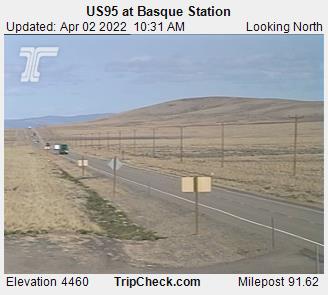 US95 at Basque Station
Updated: Apr 02 2022 10:31 AM Looking North
Elevation 4460 TripCheck.com Milepost 91.62